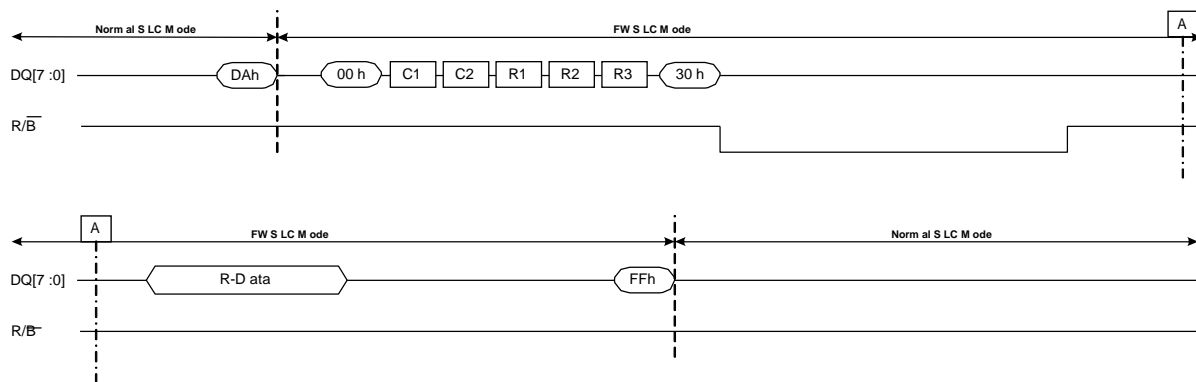 Norm al S LC M ode FW S LC M ode A
DQ[7 :0] DAh 00 h C1 C2 R1 R2 R3 30 h
R/B
A
FW S LC M ode Norm al S LC M ode
DQ[7 :0] R-D ata FFh
R/B